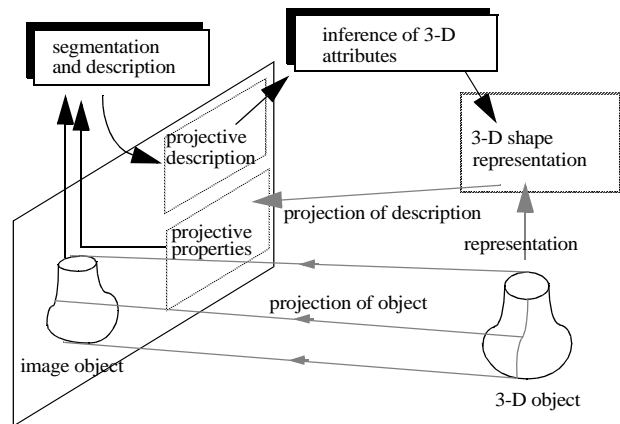 segmentation
and description
inference of 3-D
attributes
projective
description
3-D shape
representation
projection of description
projective
properties
representation
projection of object
image object
3-D object